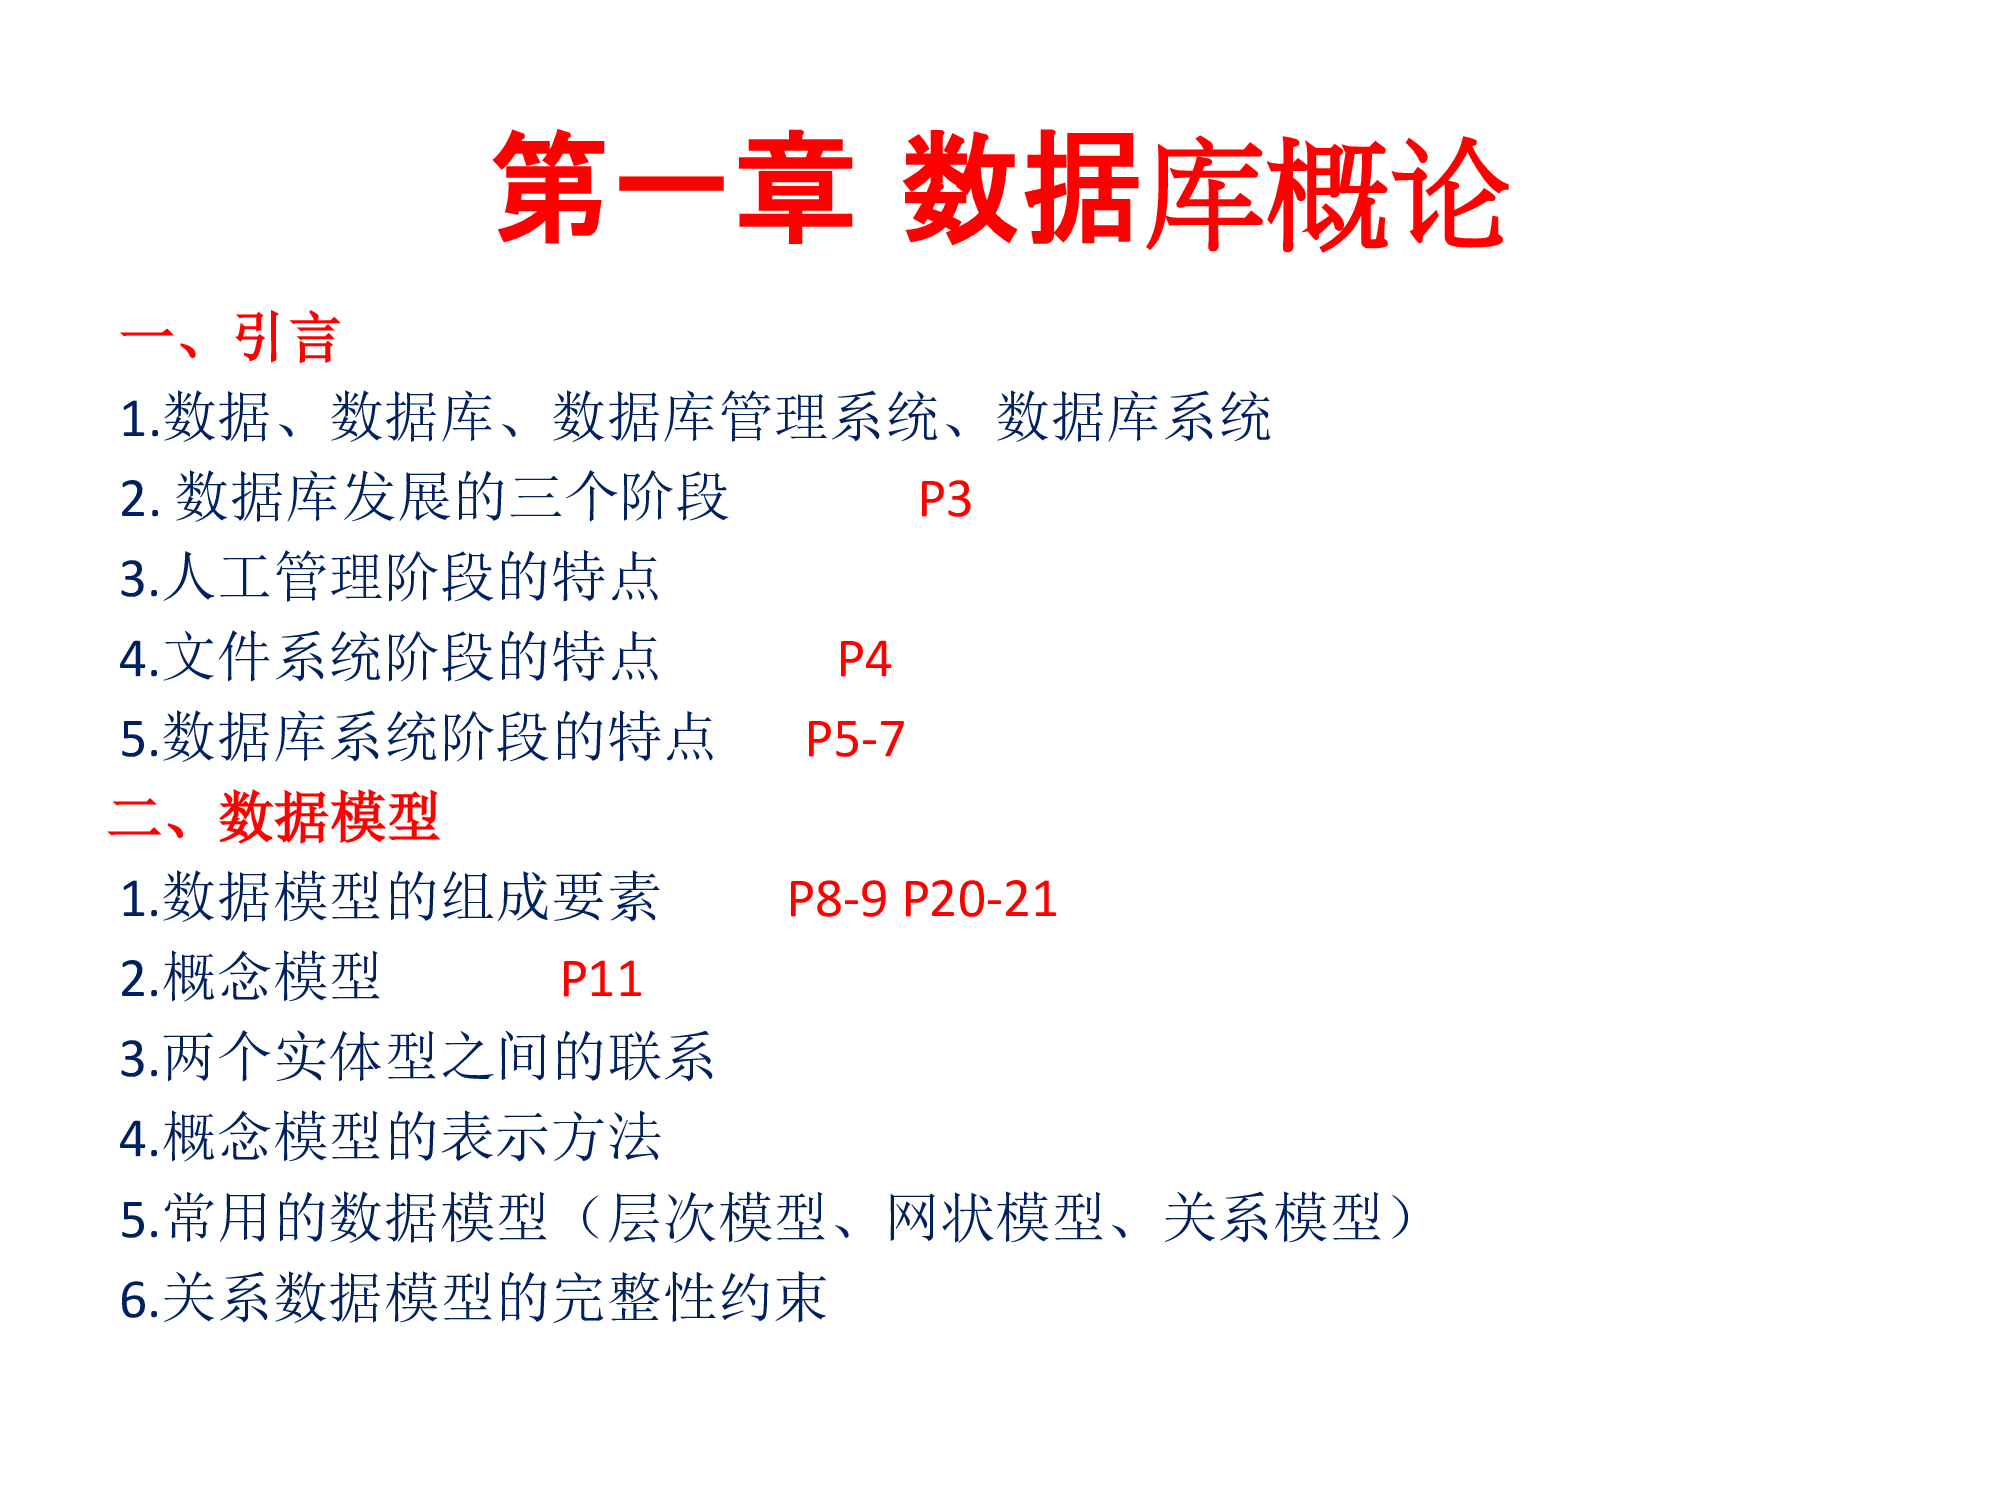 第一章 数据库概论
一、引言
1.数据、数据库、数据库管理系统、数据库系统
2. 数据库发展的三个阶段 P3
3.人工管理阶段的特点
4.文件系统阶段的特点 P4
5.数据库系统阶段的特点 P5-7
二、数据模型
1.数据模型的组成要素 P8-9 P20-21
2.概念模型 P11
3.两个实体型之间的联系
4.概念模型的表示方法
5.常用的数据模型（层次模型、网状模型、关系模型）
6.关系数据模型的完整性约束